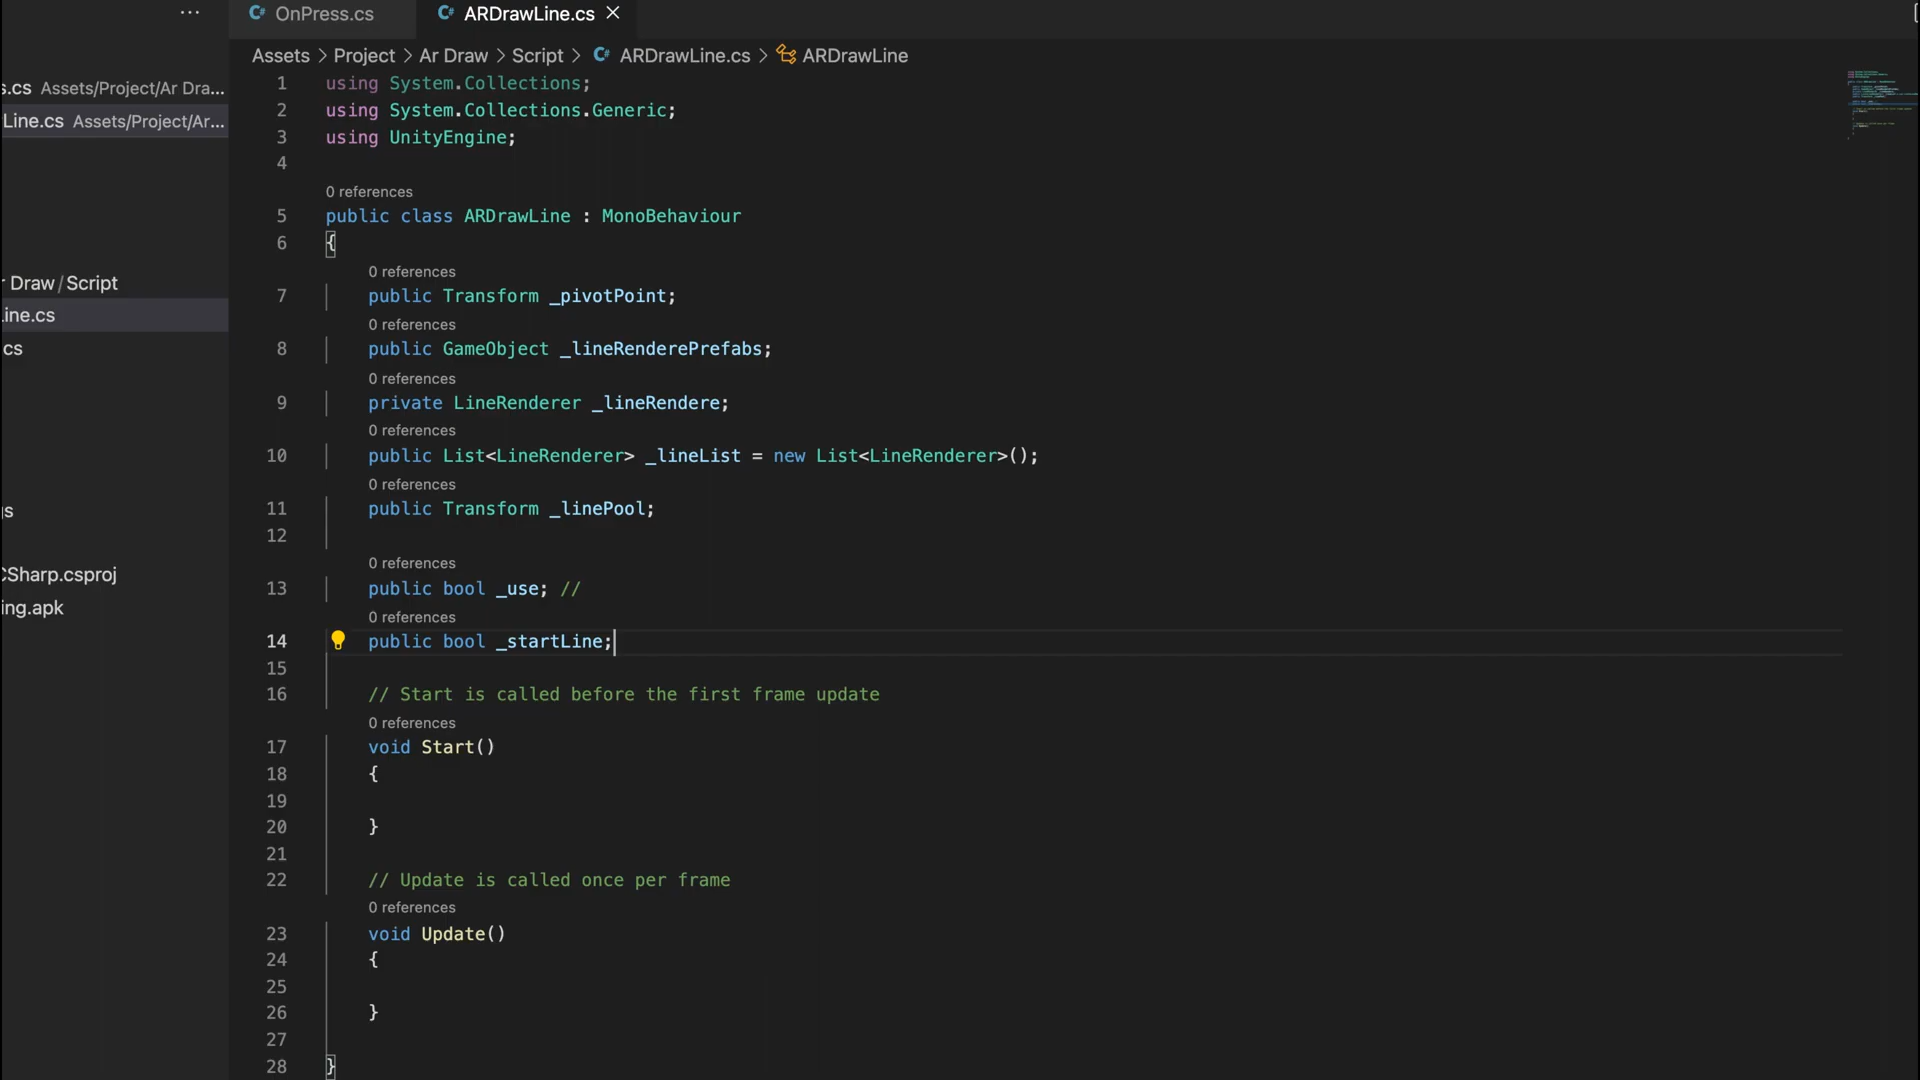 ...
OnPress.cs
ARDrawLine.cs
Assets > Project > Ar Draw > Script > ARDrawLine.cs > ARDrawLine
s.cs Assets/Project/Ar Dra...
Line.cs Assets/Project/Ar...
r Draw/Script
ine.cs
cs
gs
CSharp.csproj
ing.apk
1 using System.Collections;
2 using System.Collections.Generic;
3 using UnityEngine;
4
0 references
5 public class ARDrawLine : MonoBehaviour
6 {
0 references
7 public Transform _pivotPoint;
0 references
8 public GameObject _lineRenderePrefabs;
0 references
9 private LineRenderer _lineRendere;
0 references
10 public List<LineRenderer> _lineList = new List<LineRenderer>();
0 references
11 public Transform _linePool;
12
0 references
13 public bool _use; //
0 references
14 public bool _startLine;
15
16 // Start is called before the first frame update
0 references
17 void Start()
18 {
19
20 }
21
22 // Update is called once per frame
0 references
23 void Update()
24 {
25
26 }
27
28 }